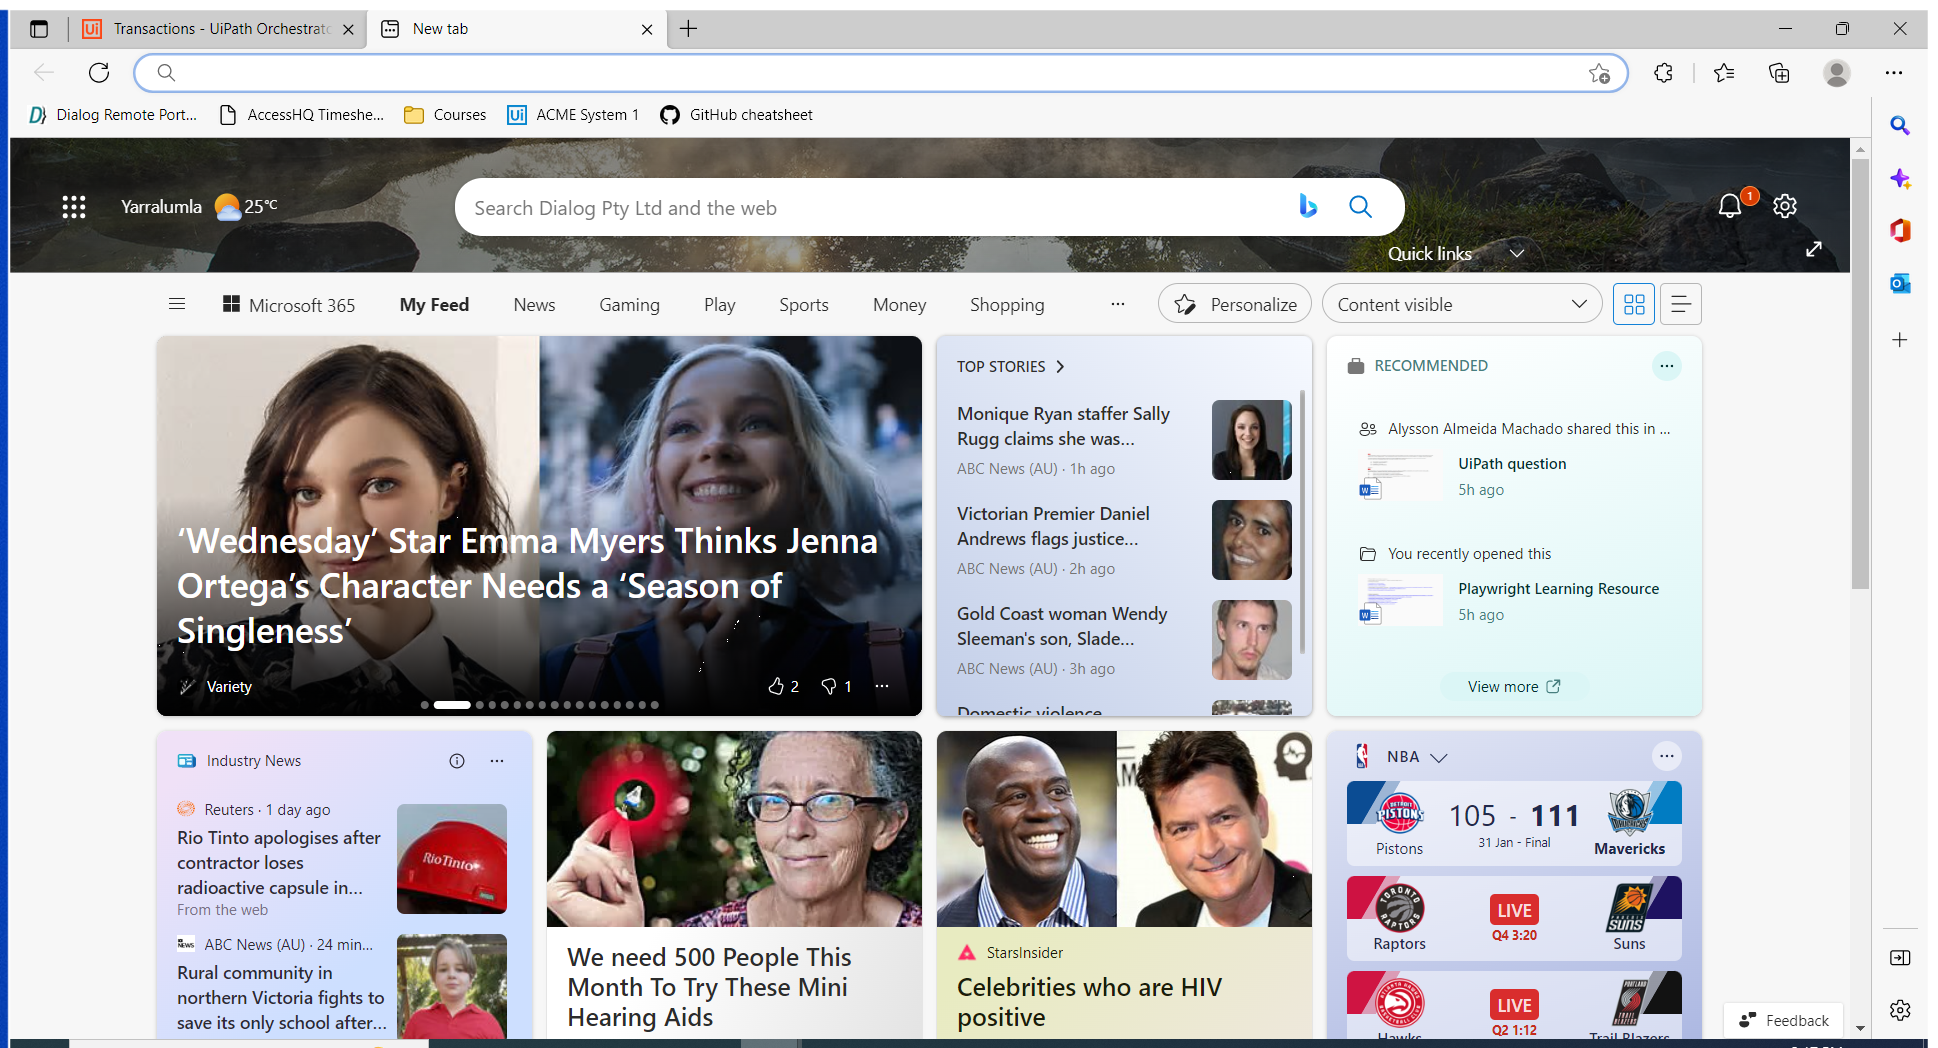 Transactions - UiPath Orchestrato
New tab
Dialog Remote Port...
AccessHQ Timeshe...
Courses
ACME System 1
GitHub cheatsheet
Yarralumla
25°C
Search Dialog Pty Ltd and the web
1
Quick links
Microsoft 365
My Feed
News
Gaming
Play
Sports
Money
Shopping
...
Personalize
Content visible
'Wednesday' Star Emma Myers Thinks Jenna
Ortega's Character Needs a 'Season of
Singleness'
Variety
2
1
TOP STORIES
Monique Ryan staffer Sally
Rugg claims she was...
ABC News (AU) · 1h ago
Victorian Premier Daniel
Andrews flags justice...
ABC News (AU) · 2h ago
Gold Coast woman Wendy
Sleeman's son, Slade...
ABC News (AU) · 3h ago
Domestic violence
RECOMMENDED
Alysson Almeida Machado shared this in ...
UiPath question
5h ago
You recently opened this
Playwright Learning Resource
5h ago
View more
Industry News
Reuters · 1 day ago
Rio Tinto apologises after
contractor loses
radioactive capsule in...
From the web
RioTinto
ABC News (AU) · 24 min...
Rural community in
northern Victoria fights to
save its only school after...
We need 500 People This
Month To Try These Mini
Hearing Aids
StarsInsider
Celebrities who are HIV
positive
NBA
105 - 111
31 Jan - Final
Pistons
Mavericks
LIVE
Q4 3:20
Raptors
Suns
LIVE
Q2 1:12
Hawks
Trail Blazers
Feedback